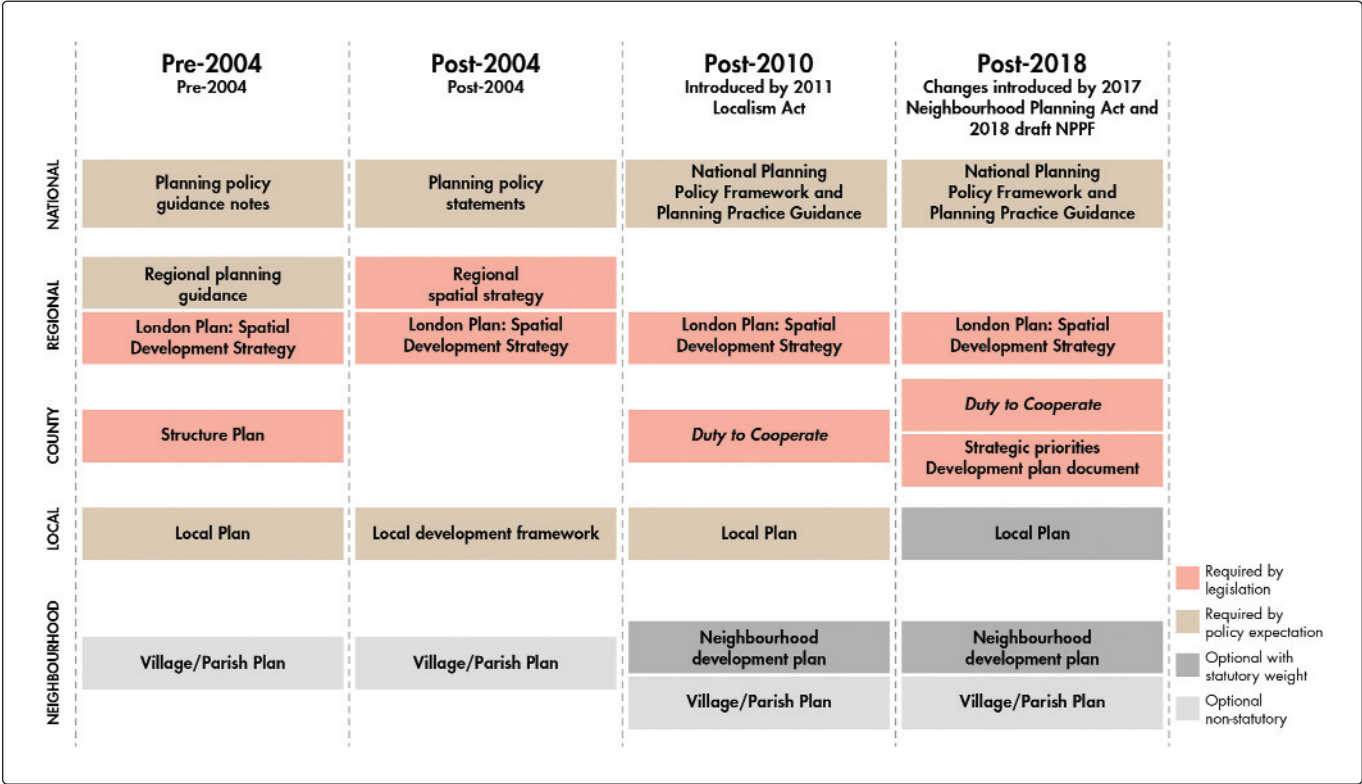 Pre-2004
Pre-2004
Post-2004
Post-2004
Post-2010
Introduced by 2011
Localism Act
Post-2018
Changes introduced by 2017
Neighbourhood Planning Act and
2018 draft NPPF
NATIONAL
Planning policy
guidance notes
Planning policy
statements
National Planning
Policy Framework and
Planning Practice Guidance
National Planning
Policy Framework and
Planning Practice Guidance
REGIONAL
Regional planning
guidance
Regional
spatial strategy
London Plan: Spatial
Development Strategy
London Plan: Spatial
Development Strategy
London Plan: Spatial
Development Strategy
London Plan: Spatial
Development Strategy
COUNTY
Structure Plan
Duty to Cooperate
Duty to Cooperate
Strategic priorities
Development plan document
LOCAL
Local Plan
Local development framework
Local Plan
Local Plan
NEIGHBOURHOOD
Village/Parish Plan
Village/Parish Plan
Neighbourhood
development plan
Village/Parish Plan
Neighbourhood
development plan
Village/Parish Plan
Required by
legislation
Required by
policy expectation
Optional with
statutory weight
Optional
non-statutory